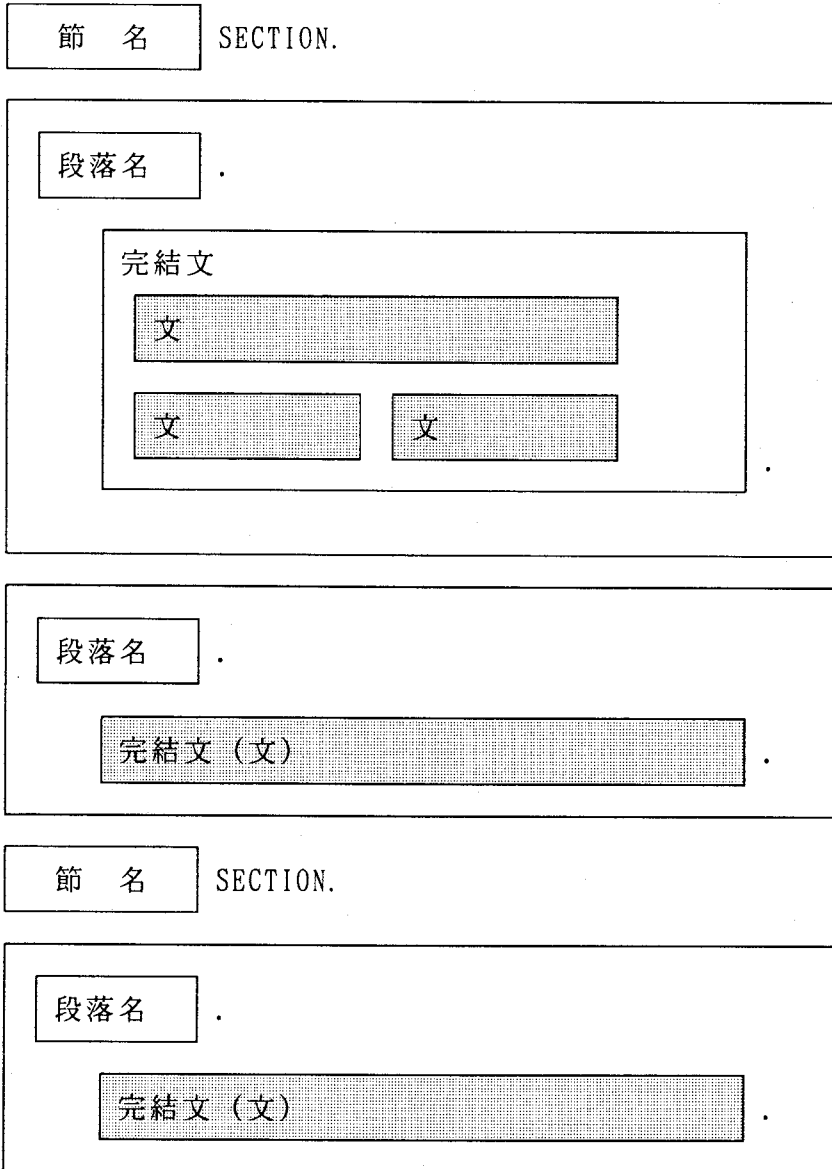 節 名 SECTION.
段落名 .
完結文
文
文 文
.
段落名 .
完結文(文) .
節 名 SECTION.
段落名 .
完結文(文) .